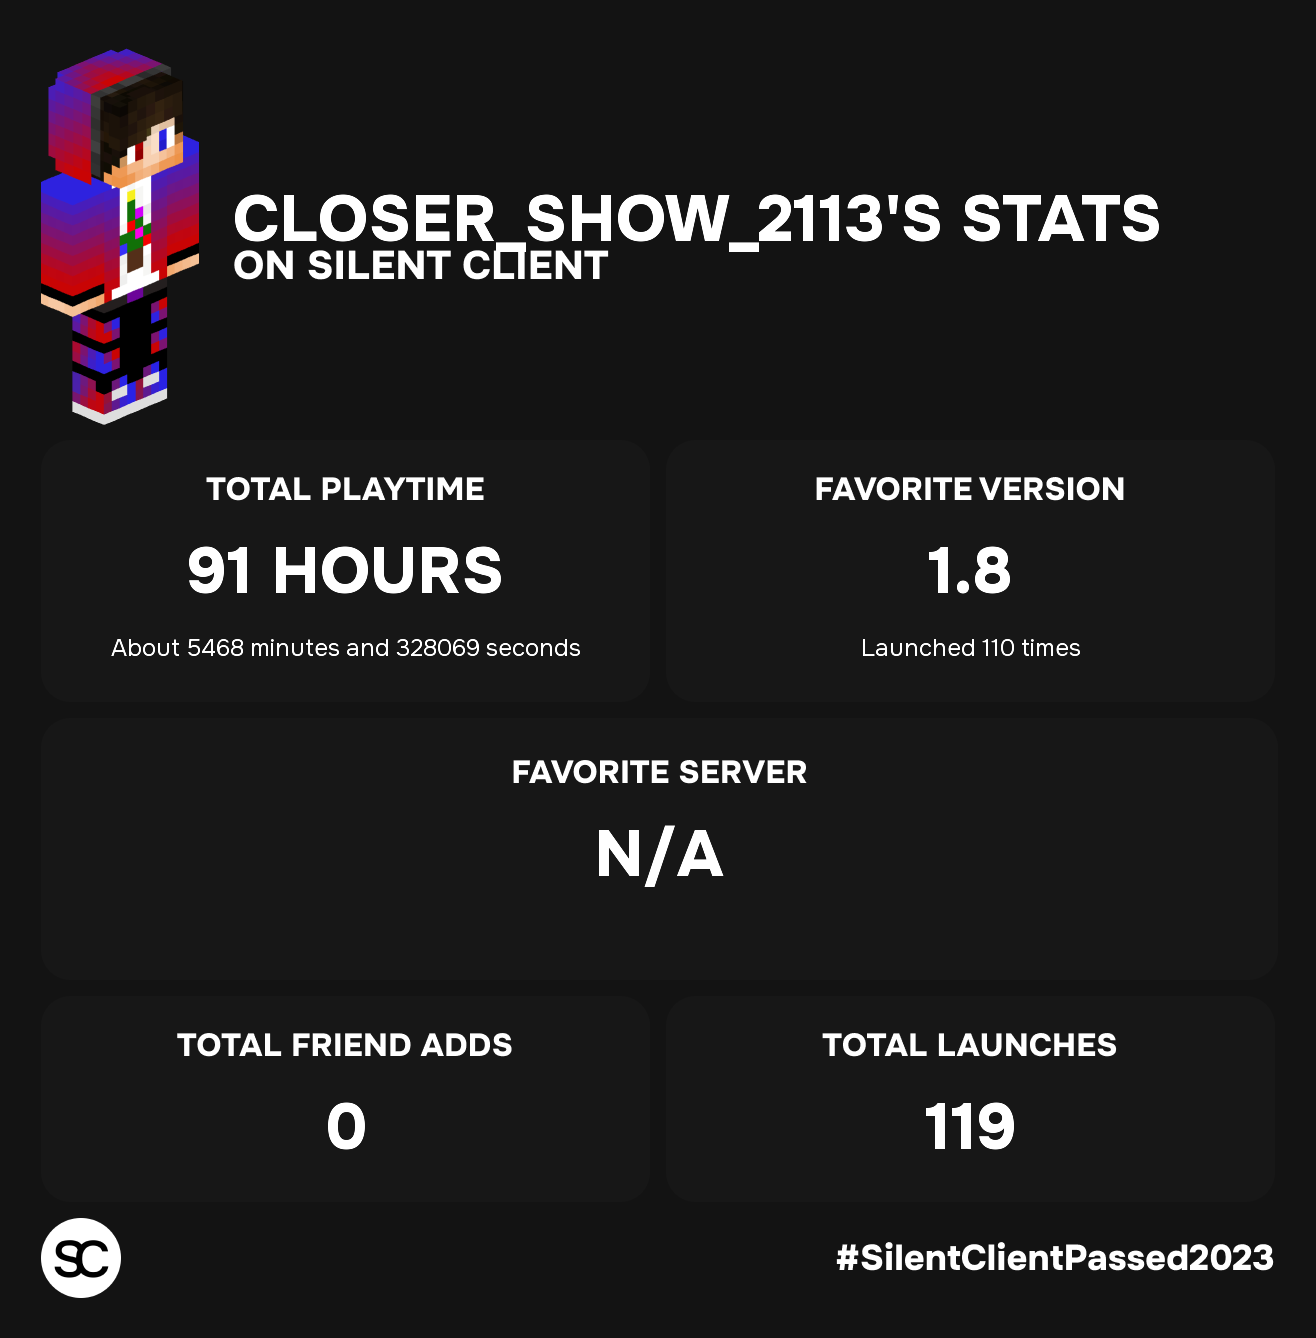 CLOSER_SHOW_2113'S STATS
ON SILENT CLIENT
TOTAL PLAYTIME
91 HOURS
About 5468 minutes and 328069 seconds
FAVORITE VERSION
1.8
Launched 110 times
FAVORITE SERVER
N/A
TOTAL FRIEND ADDS
0
TOTAL LAUNCHES
119
SC
#SilentClientPassed2023